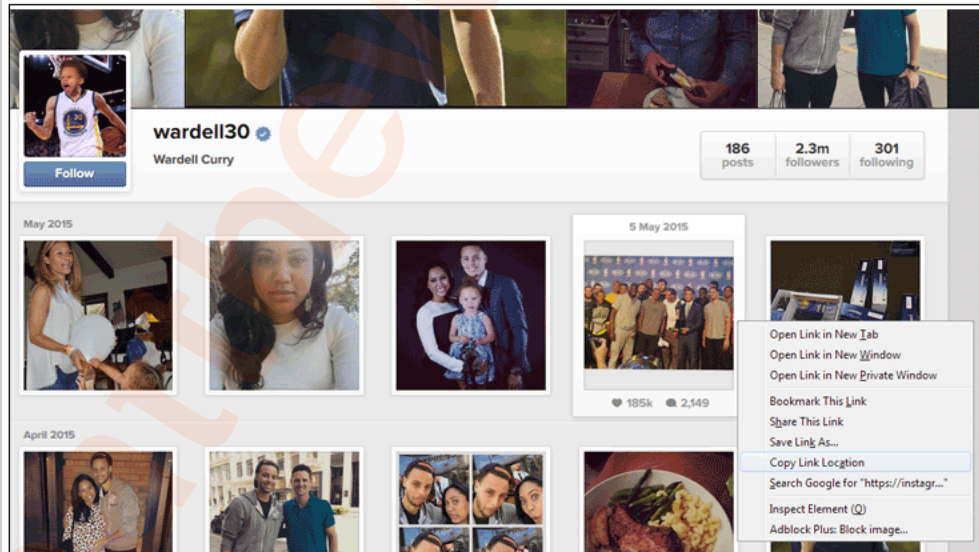 wardell30
Wardell Curry
Follow
186 posts
2.3m followers
301 following
May 2015
5 May 2015
185k 2,149
April 2015
Open Link in New Tab
Open Link in New Window
Open Link in New Private Window
Bookmark This Link
Share This Link
Save Link As...
Copy Link Location
Search Google for "https://instagr..."
Inspect Element (Q)
Adblock Plus: Block image...